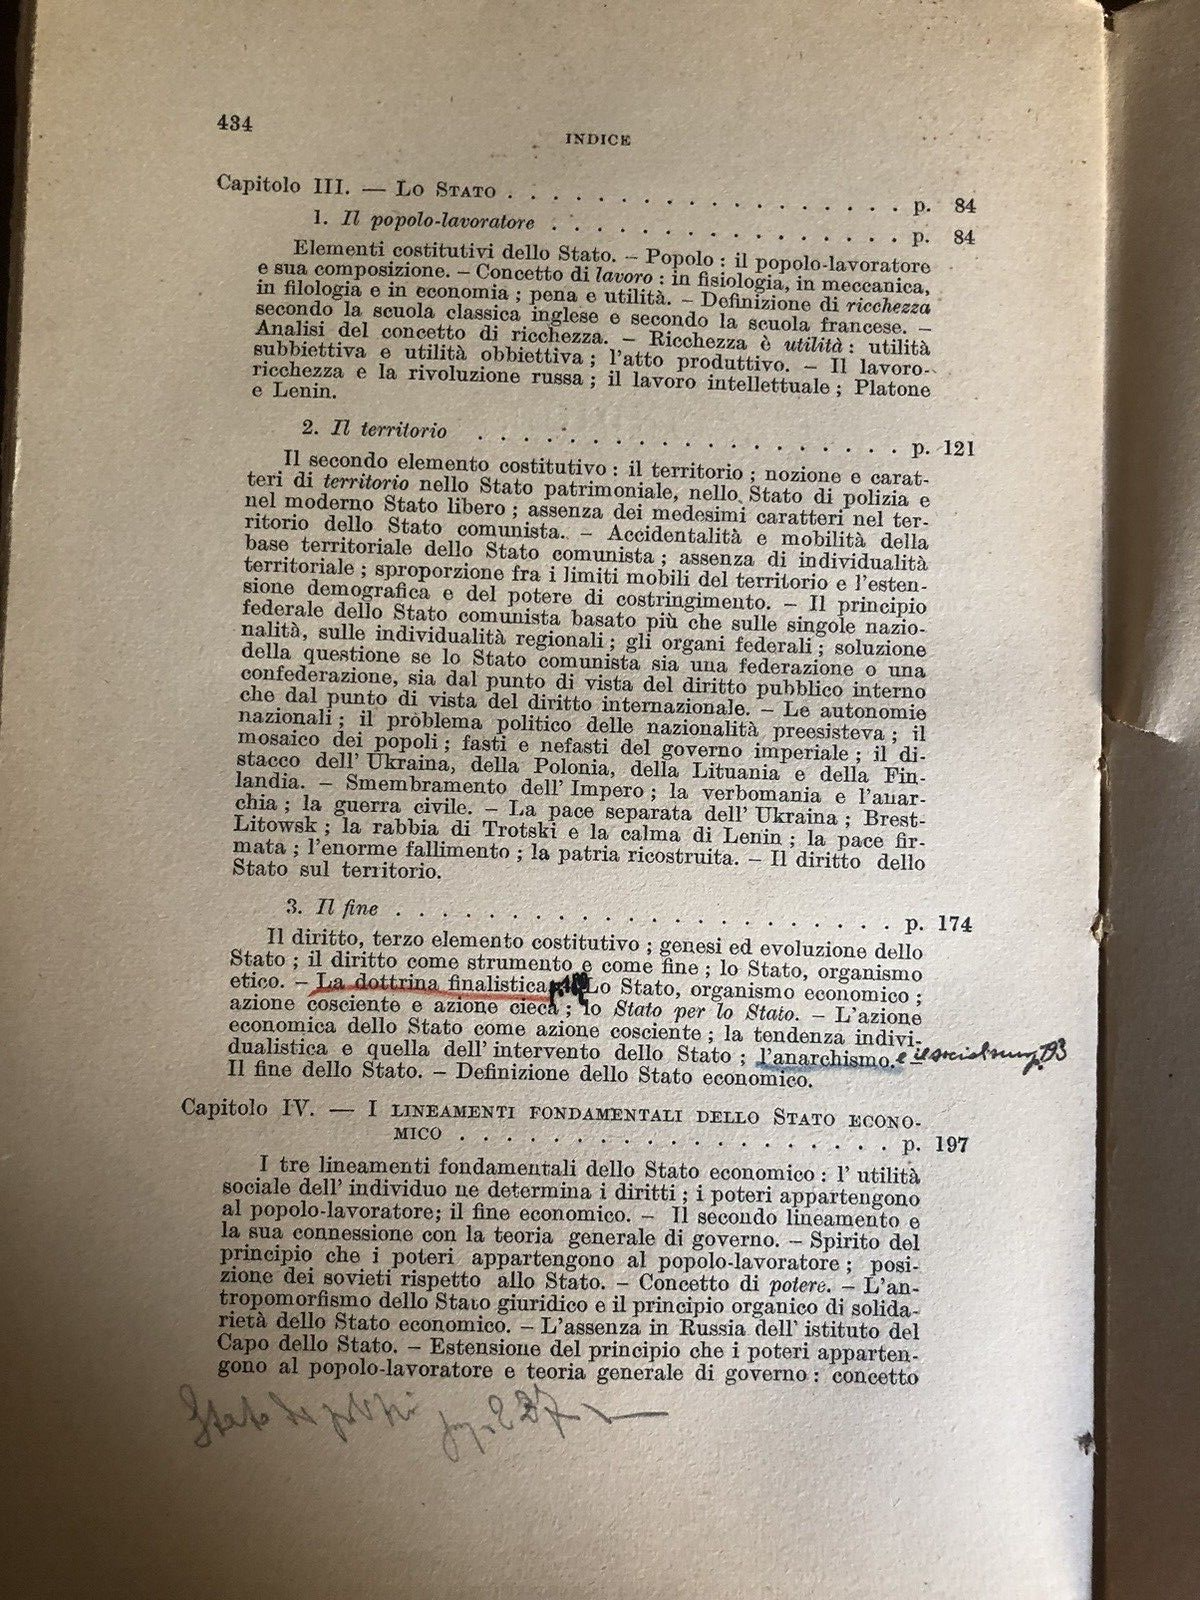 434
INDICE
Capitolo III. — Lo Stato . . . . . . . . . . . . . . . . . . . p. 84
1. Il popolo-lavoratore . . . . . . . . . . . . . . . . p. 84
Elementi costitutivi dello Stato. – Popolo : il popolo-lavoratore
e sua composizione. – Concetto di lavoro : in fisiologia, in meccanica,
in filologia e in economia ; pena e utilità. – Definizione di ricchezza
secondo la scuola classica inglese e secondo la scuola francese. –
Analisi del concetto di ricchezza. – Ricchezza è utilità : utilità
subbiettiva e utilità obbiettiva ; l'atto produttivo. – Il lavoro-
ricchezza e la rivoluzione russa ; il lavoro intellettuale ; Platone
e Lenin.
2. Il territorio . . . . . . . . . . . . . . . . . . . p. 121
Il secondo elemento costitutivo : il territorio ; nozione e carat-
teri di territorio nello Stato patrimoniale, nello Stato di polizia e
nel moderno Stato libero ; assenza dei medesimi caratteri nel ter-
ritorio dello Stato comunista. – Accidentalità e mobilità della
base territoriale dello Stato comunista ; assenza di individualità
territoriale ; sproporzione fra i limiti mobili del territorio e l'esten-
sione demografica e del potere di costringimento. – Il principio
federale dello Stato comunista basato più che sulle singole nazio-
nalità, sulle individualità regionali ; gli organi federali ; soluzione
della questione se lo Stato comunista sia una federazione o una
confederazione, sia dal punto di vista del diritto pubblico interno
che dal punto di vista del diritto internazionale. – Le autonomie
nazionali ; il problema politico delle nazionalità preesisteva ; il
mosaico dei popoli ; fasti e nefasti del governo imperiale ; il di-
stacco dell' Ukraina, della Polonia, della Lituania e della Fin-
landia. – Smembramento dell' Impero ; la verbomania e l'anar-
chia ; la guerra civile. – La pace separata dell' Ukraina ; Brest-
Litowsk ; la rabbia di Trotski e la calma di Lenin ; la pace fir-
mata ; l'enorme fallimento ; la patria ricostruita. – Il diritto dello
Stato sul territorio.
3. Il fine . . . . . . . . . . . . . . . . . . . . . . p. 174
Il diritto, terzo elemento costitutivo ; genesi ed evoluzione dello
Stato ; il diritto come strumento e come fine ; lo Stato, organismo
etico. – La dottrina finalistica Lo Stato, organismo economico ;
azione cosciente e azione cieca ; lo Stato per lo Stato. – L'azione
economica dello Stato come azione cosciente ; la tendenza indivi-
dualistica e quella dell' intervento dello Stato ; l'anarchismo. e il 193
Il fine dello Stato. – Definizione dello Stato economico.
Capitolo IV. — I lineamenti fondamentali dello Stato econo-
mico . . . . . . . . . . . . . . . . . . . . p. 197
I tre lineamenti fondamentali dello Stato economico : l' utilità
sociale dell' individuo ne determina i diritti ; i poteri appartengono
al popolo-lavoratore; il fine economico. – Il secondo lineamento e
la sua connessione con la teoria generale di governo. – Spirito del
principio che i poteri appartengono al popolo-lavoratore ; posi-
zione dei sovieti rispetto allo Stato. – Concetto di potere. – L'an-
tropomorfismo dello Stato giuridico e il principio organico di solida-
rietà dello Stato economico. – L'assenza in Russia dell' istituto del
Capo dello Stato. – Estensione del principio che i poteri apparten-
gono al popolo-lavoratore e teoria generale di governo : concetto
Stato 237